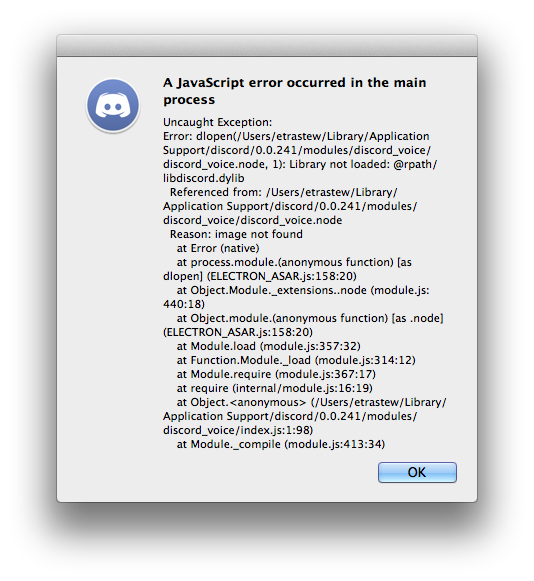 A JavaScript error occurred in the main
process
Uncaught Exception:
Error: dlopen(/Users/etrastew/Library/Application
Support/discord/0.0.241/modules/discord_voice/
discord_voice.node, 1): Library not loaded: @rpath/
libdiscord.dylib
  Referenced from: /Users/etrastew/Library/
Application Support/discord/0.0.241/modules/
discord_voice/discord_voice.node
  Reason: image not found
    at Error (native)
    at process.module.(anonymous function) [as
dlopen] (ELECTRON_ASAR.js:158:20)
    at Object.Module._extensions..node (module.js:
440:18)
    at Object.module.(anonymous function) [as .node]
(ELECTRON_ASAR.js:158:20)
    at Module.load (module.js:357:32)
    at Function.Module._load (module.js:314:12)
    at Module.require (module.js:367:17)
    at require (internal/module.js:16:19)
    at Object.<anonymous> (/Users/etrastew/Library/
Application Support/discord/0.0.241/modules/
discord_voice/index.js:1:98)
    at Module._compile (module.js:413:34)
OK